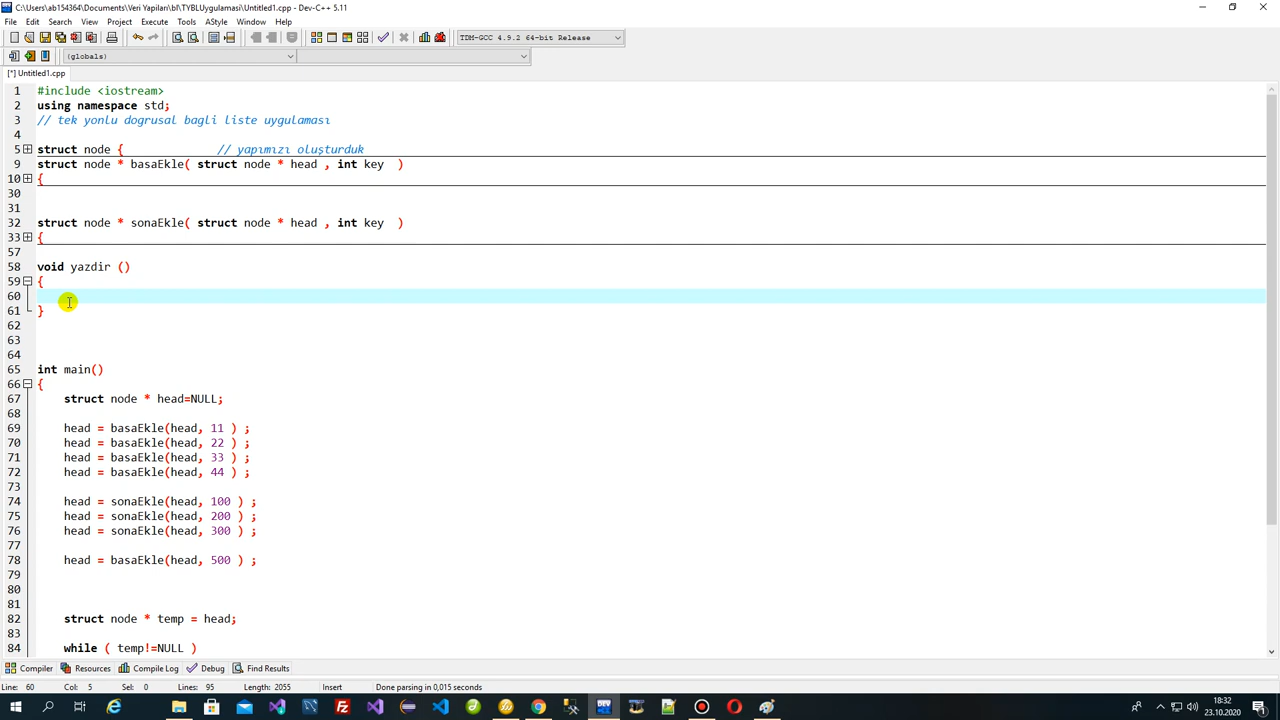 C:\Users\ab154364\Documents\Veri Yapılan\bl\TYBLUygulamasi\Untitled1.cpp - Dev-C++ 5.11
File Edit Search View Project Execute Tools AStyle Window Help
TDM-GCC 4.9.2 64-bit Release
(globals)
[*] Untitled1.cpp
1 #include <iostream>
2 using namespace std;
3 // tek yonlu dogrusal bagli liste uygulaması
4
5 struct node { // yapımızı oluşturduk
9 struct node * basaEkle( struct node * head , int key )
10 {
30
31
32 struct node * sonaEkle( struct node * head , int key )
33 {
57
58 void yazdir ()
59 {
60
61 }
62
63
64
65 int main()
66 {
67 struct node * head=NULL;
68
69 head = basaEkle(head, 11 ) ;
70 head = basaEkle(head, 22 ) ;
71 head = basaEkle(head, 33 ) ;
72 head = basaEkle(head, 44 ) ;
73
74 head = sonaEkle(head, 100 ) ;
75 head = sonaEkle(head, 200 ) ;
76 head = sonaEkle(head, 300 ) ;
77
78 head = basaEkle(head, 500 ) ;
79
80
81
82 struct node * temp = head;
83
84 while ( temp!=NULL )
Compiler Resources Compile Log Debug Find Results
Line: 60 Col: 5 Sel: 0 Lines: 95 Length: 2055 Insert Done parsing in 0,015 seconds
18:32
23.10.2020